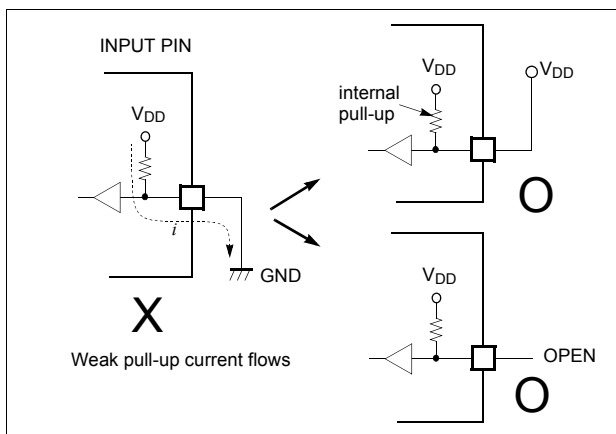 INPUT PIN
VDD
i
GND
X
Weak pull-up current flows
VDD
internal
pull-up
VDD
O
VDD
OPEN
O